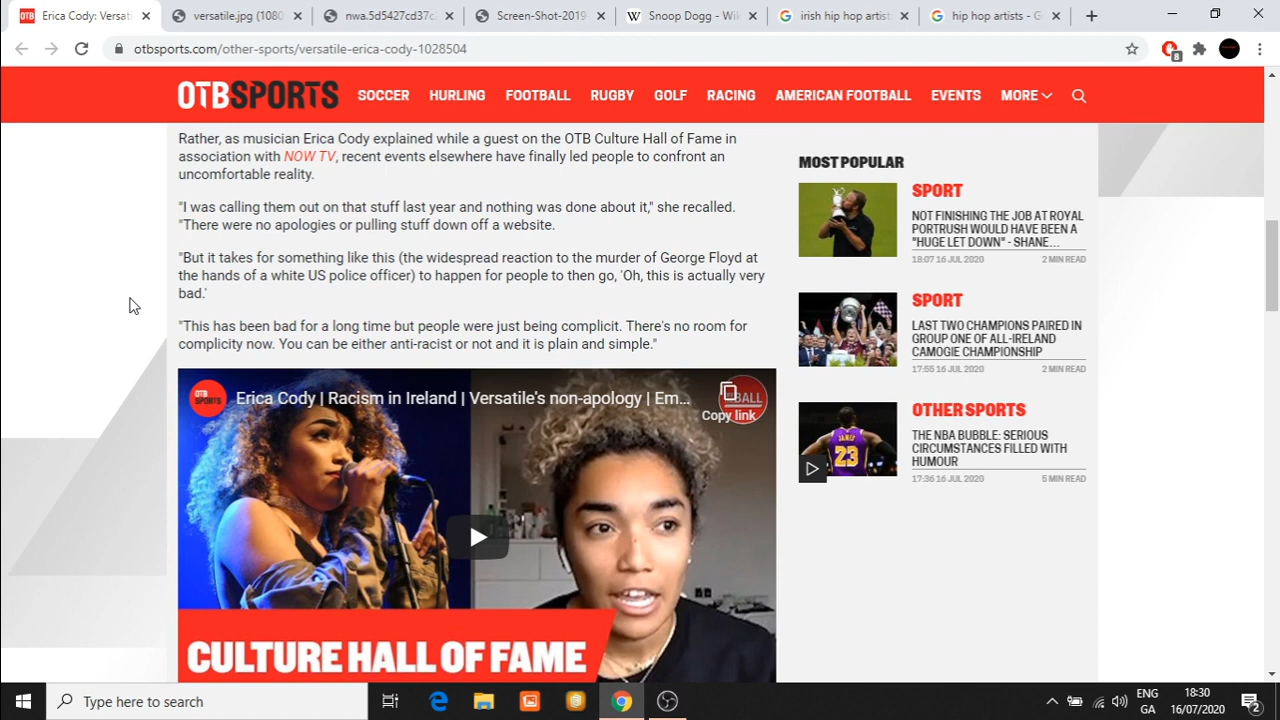 Erica Cody: Versati
versatile.jpg (1080
nwa.5d5427cd37c
Screen-Shot-2019
Snoop Dogg - Wik
irish hip hop artist
hip hop artists - G
otbsports.com/other-sports/versatile-erica-cody-1028504
8
OTBSPORTS
SOCCER
HURLING
FOOTBALL
RUGBY
GOLF
RACING
AMERICAN FOOTBALL
EVENTS
MORE
Rather, as musician Erica Cody explained while a guest on the OTB Culture Hall of Fame in
association with NOW TV, recent events elsewhere have finally led people to confront an
uncomfortable reality.
"I was calling them out on that stuff last year and nothing was done about it," she recalled.
"There were no apologies or pulling stuff down off a website.
"But it takes for something like this (the widespread reaction to the murder of George Floyd at
the hands of a white US police officer) to happen for people to then go, 'Oh, this is actually very
bad.'
"This has been bad for a long time but people were just being complicit. There's no room for
complicity now. You can be either anti-racist or not and it is plain and simple."
OTB
SPORTS
Erica Cody | Racism in Ireland | Versatile's non-apology | Em...
BALL
Copy link
CULTURE HALL OF FAME
MOST POPULAR
SPORT
NOT FINISHING THE JOB AT ROYAL
PORTRUSH WOULD HAVE BEEN A
"HUGE LET DOWN" - SHANE...
18:07 16 JUL 2020
2 MIN READ
SPORT
LAST TWO CHAMPIONS PAIRED IN
GROUP ONE OF ALL-IRELAND
CAMOGIE CHAMPIONSHIP
17:55 16 JUL 2020
2 MIN READ
JAMES
23
OTHER SPORTS
THE NBA BUBBLE: SERIOUS
CIRCUMSTANCES FILLED WITH
HUMOUR
17:36 16 JUL 2020
5 MIN READ
Type here to search
ENG
GA
18:30
16/07/2020
2